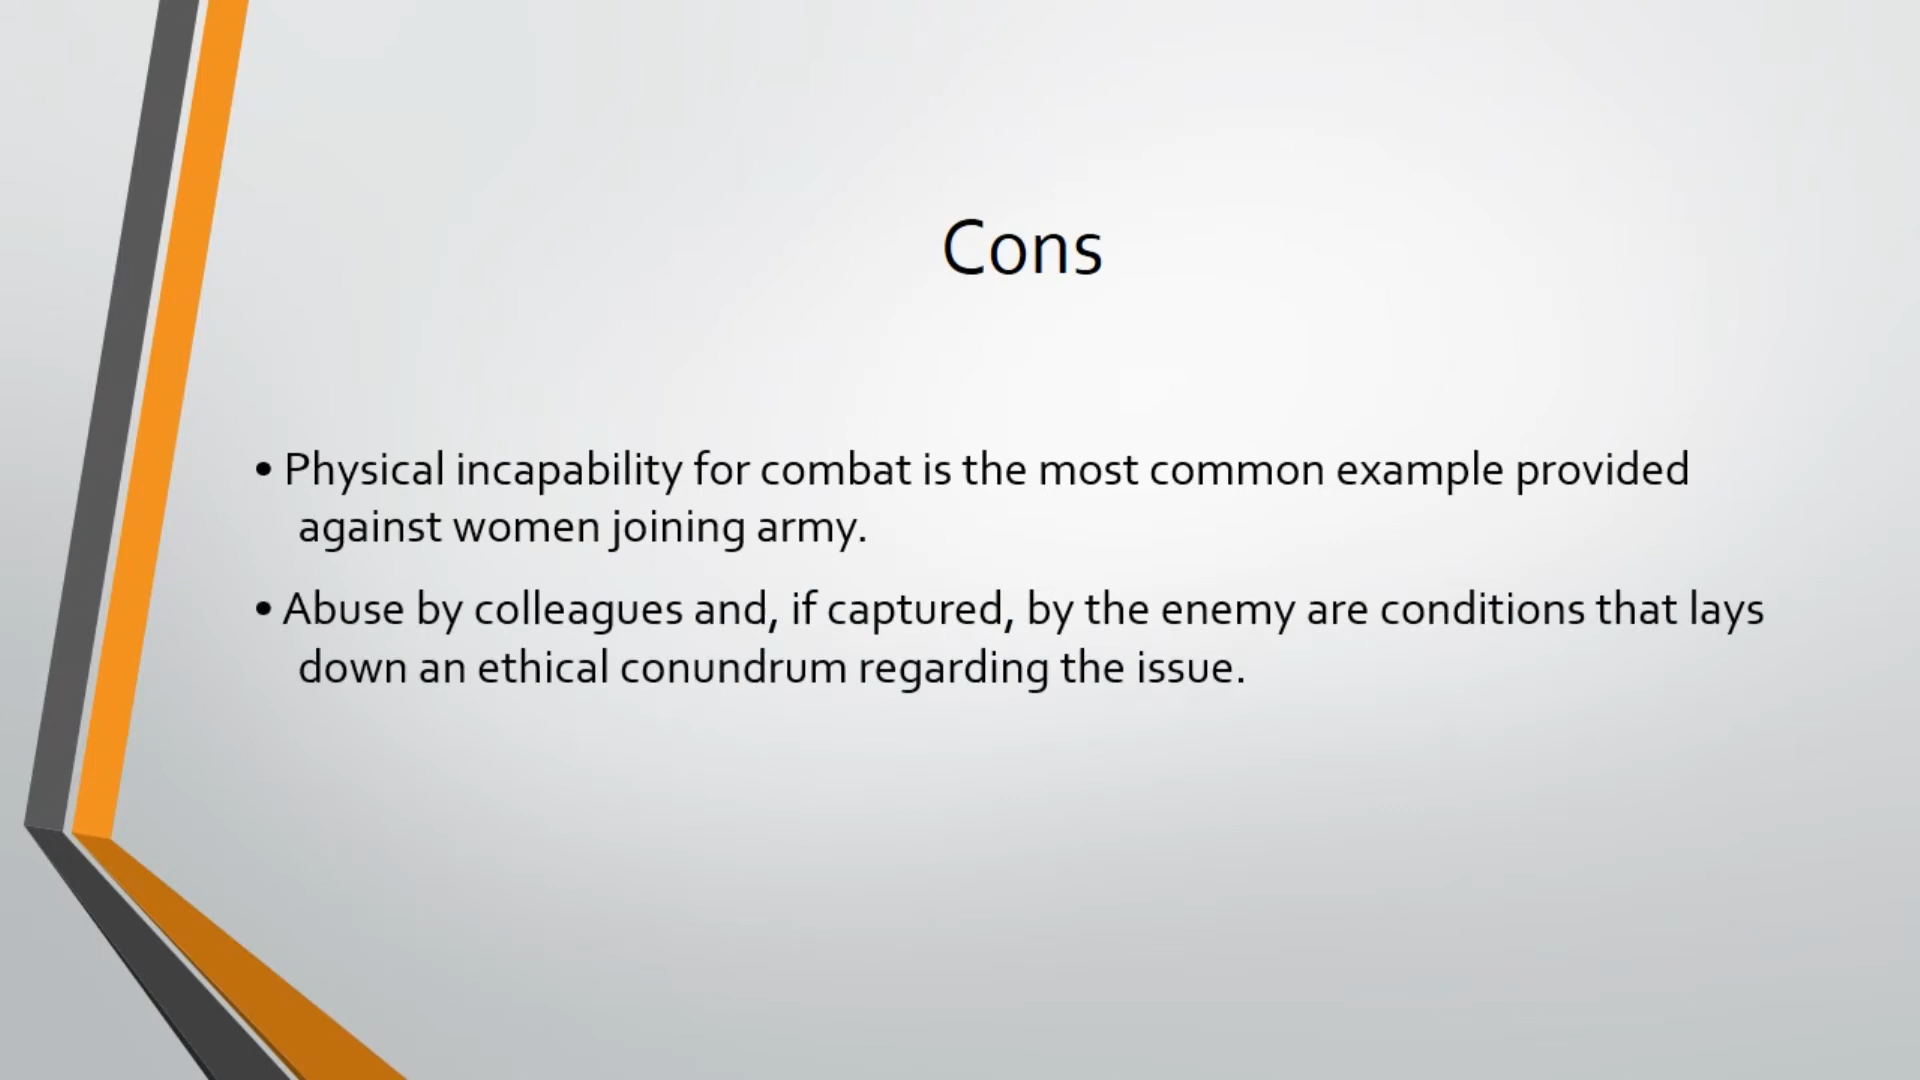 Cons
• Physical incapability for combat is the most common example provided
against women joining army.
• Abuse by colleagues and, if captured, by the enemy are conditions that lays
down an ethical conundrum regarding the issue.